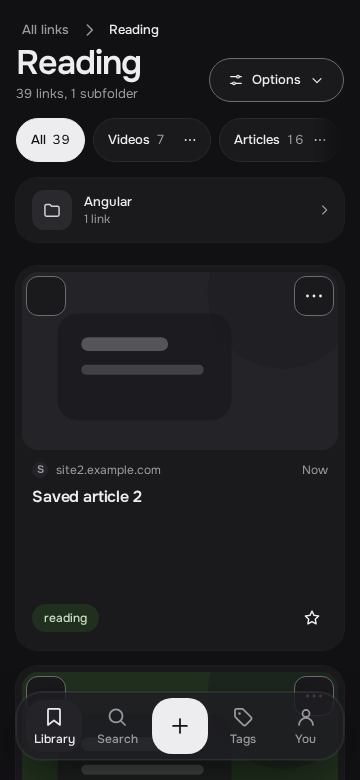 All links > Reading
Reading
39 links, 1 subfolder
Options
All 39 Videos 7 ... Articles 16 ...
Angular
1 link
...
S site2.example.com Now
Saved article 2
reading
...
Library Search + Tags You